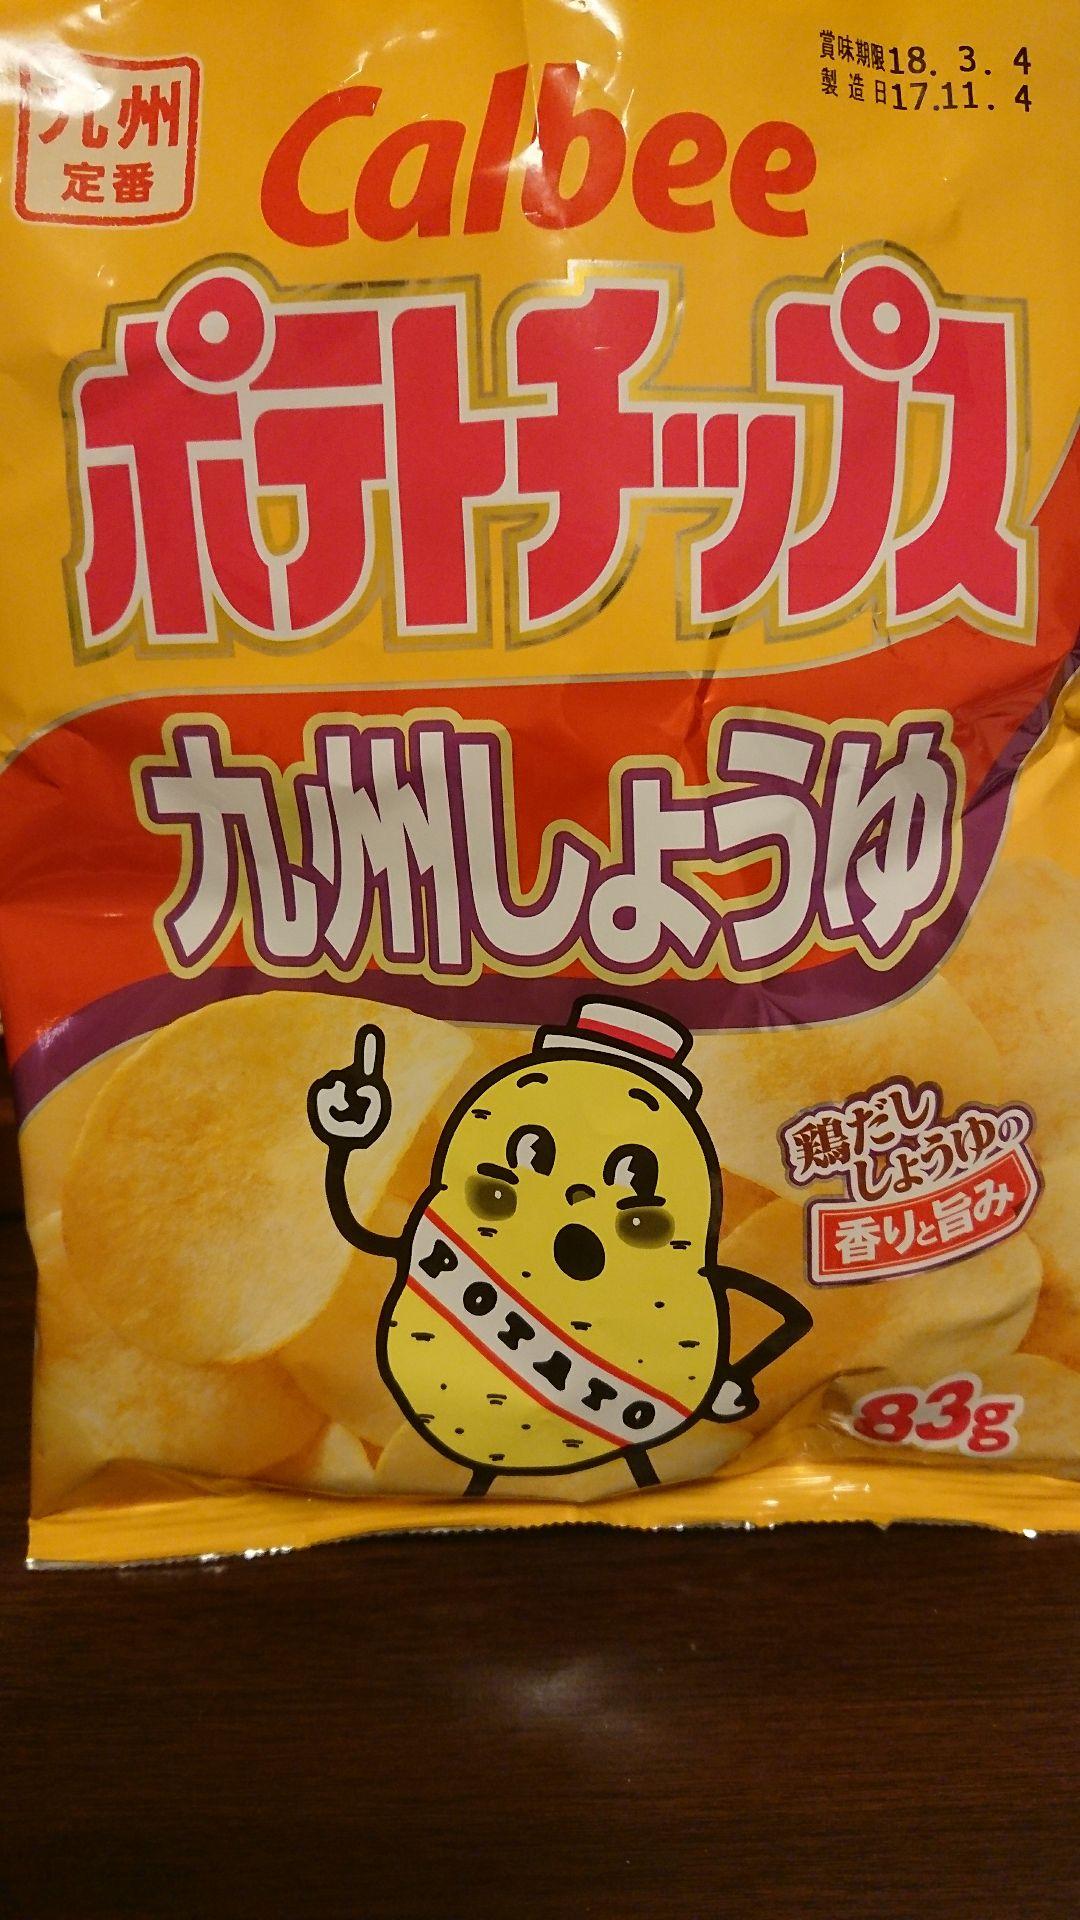 九州
定番
Calbee
賞味期限18. 3. 4
製造日17.11. 4
ポテトチップス
九州しょうゆ
鶏だし
しょうゆの
香りと旨み
POTATO
83g